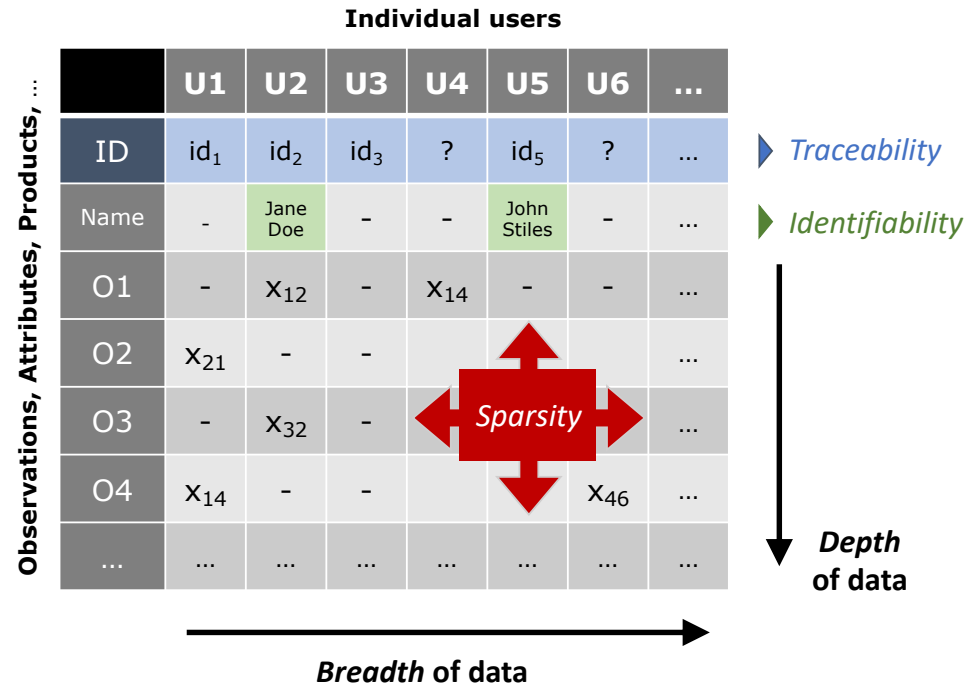 Individual users
Observations, Attributes, Products, ...
U1 U2 U3 U4 U5 U6 ...
ID id₁ id₂ id₃ ? id₅ ? ...
Traceability
Name - Jane Doe - - John Stiles - ...
Identifiability
O1 - x₁₂ - x₁₄ - - ...
O2 x₂₁ - - ...
O3 - x₃₂ - Sparsity ...
O4 x₁₄ - - x₄₆ ...
... ... ... ... ... ... ... ...
Depth
of data
Breadth of data